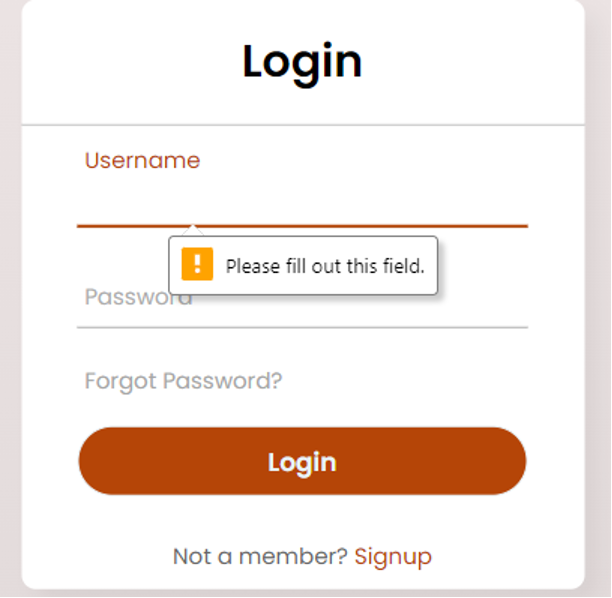 Login
Username
! Please fill out this field.
Password
Forgot Password?
Login
Not a member? Signup